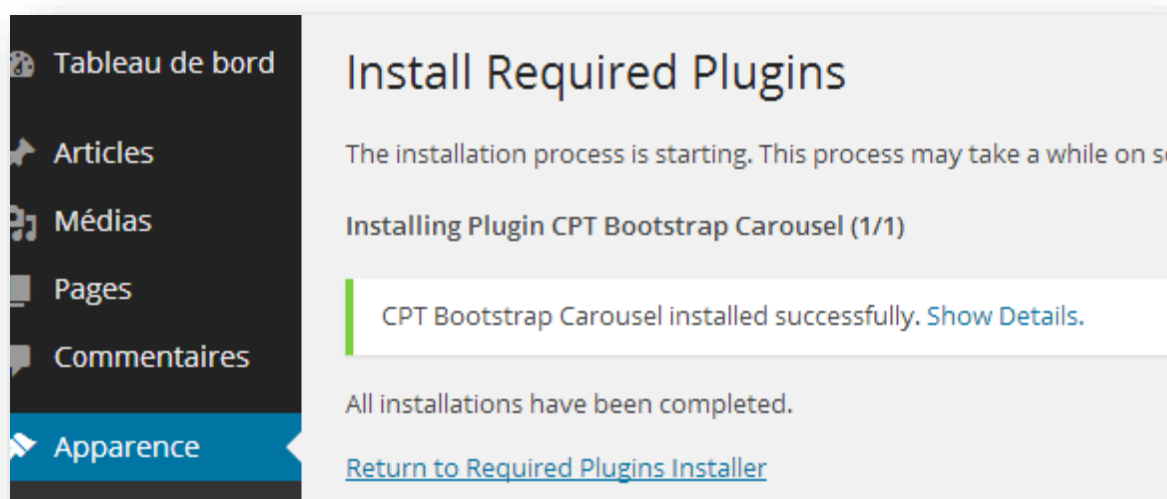 Tableau de bord
Articles
Médias
Pages
Commentaires
Apparence
Install Required Plugins
The installation process is starting. This process may take a while on
Installing Plugin CPT Bootstrap Carousel (1/1)
CPT Bootstrap Carousel installed successfully. Show Details.
All installations have been completed.
Return to Required Plugins Installer